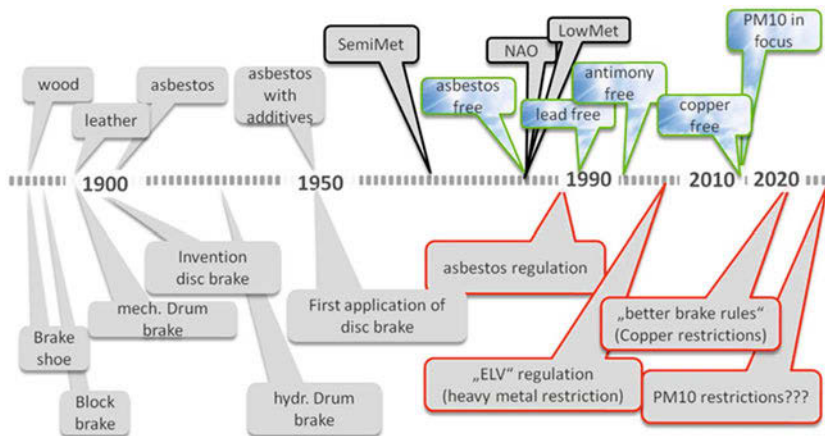 wood
leather
asbestos
asbestos
with
additives
SemiMet
asbestos
free
NAO
LowMet
lead free
antimony
free
copper
free
PM10 in
focus
1900
1950
1990
2010
2020
Brake
shoe
Block
brake
mech. Drum
brake
Invention
disc brake
hydr. Drum
brake
First application of
disc brake
asbestos regulation
„ELV“ regulation
(heavy metal restriction)
„better brake rules“
(Copper restrictions)
PM10 restrictions???